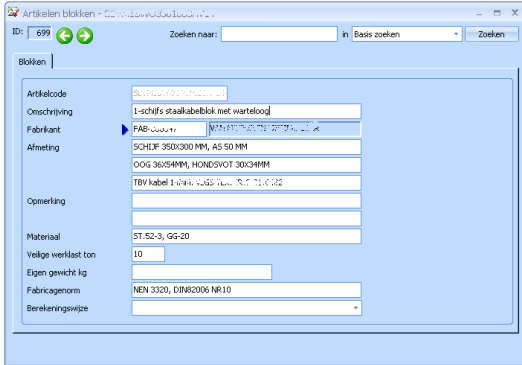 Artikelen blokken -
ID: 699 Zoeken naar: in Basis zoeken Zoeken
Blokken
Artikelcode
Omschrijving 1-schijfs staalkabelblok met warteloog
Fabrikant
Afmeting SCHIJF 350X300 MM, AS 50 MM
OOG 36X54MM, HONDSVOT 30X34MM
TBV kabel
Opmerking
Materiaal ST.52-3, GG-20
Veilige werklast ton 10
Eigen gewicht kg
Fabricagenorm NEN 3320, DIN82006 NR10
Berekeningswijze